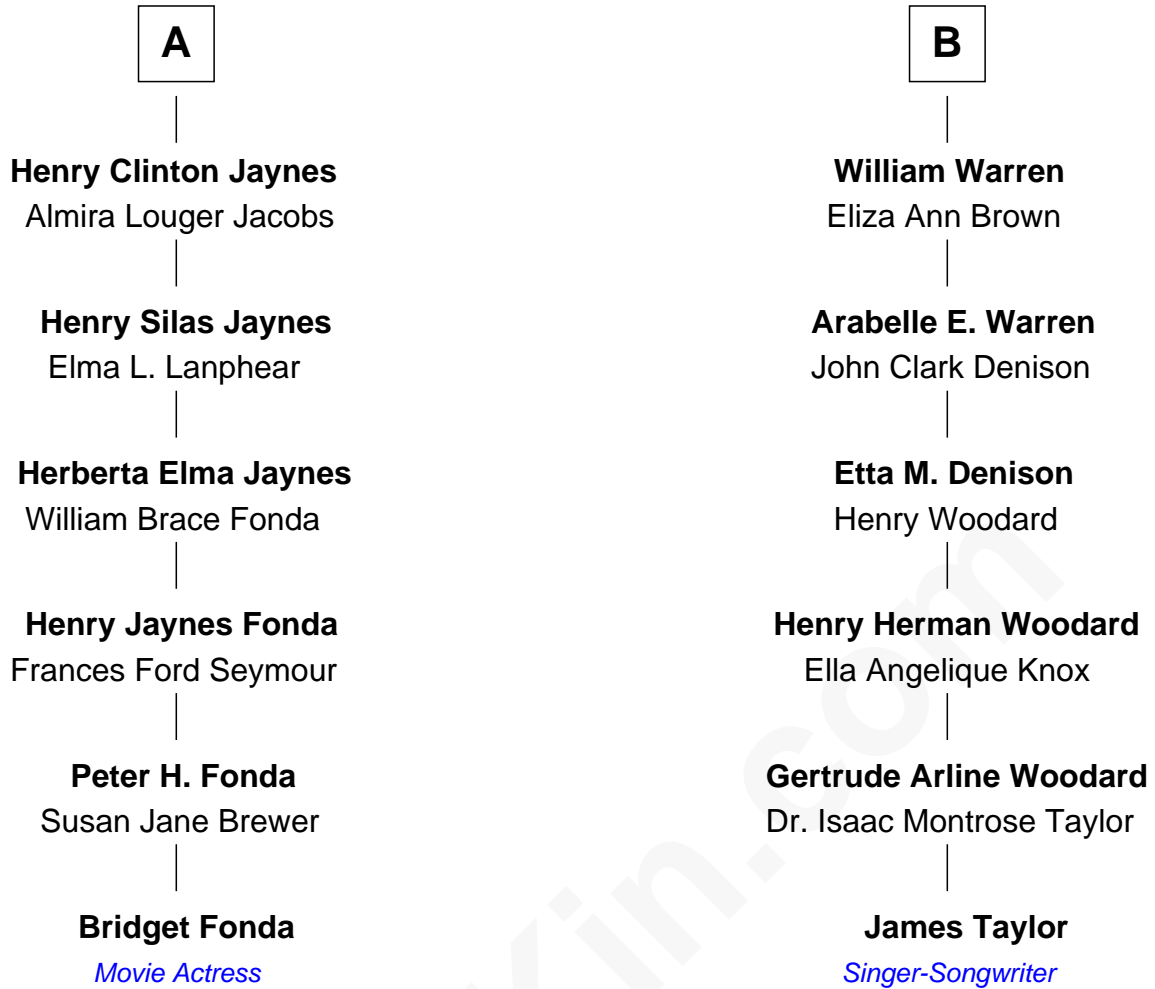 A
Henry Clinton Jaynes
Almira Louger Jacobs
Henry Silas Jaynes
Elma L. Lanphear
Herberta Elma Jaynes
William Brace Fonda
Henry Jaynes Fonda
Frances Ford Seymour
Peter H. Fonda
Susan Jane Brewer
Bridget Fonda
Movie Actress
B
William Warren
Eliza Ann Brown
Arabelle E. Warren
John Clark Denison
Etta M. Denison
Henry Woodard
Henry Herman Woodard
Ella Angelique Knox
Gertrude Arline Woodard
Dr. Isaac Montrose Taylor
James Taylor
Singer-Songwriter
Kin.com